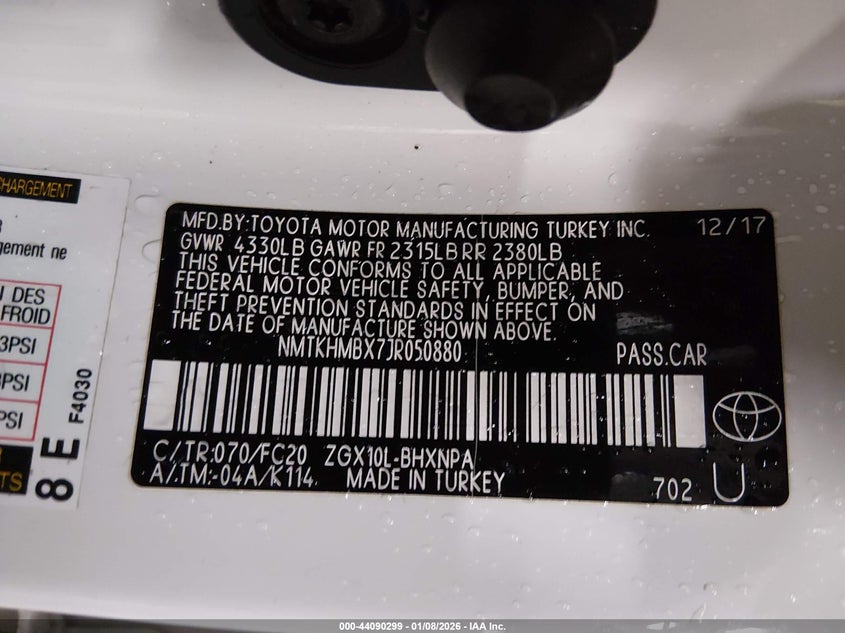 CHARGEMENT
gement ne
DES
FROID
3PSI
PSI
PSI
TS
8 E
F4030
MFD.BY:TOYOTA MOTOR MANUFACTURING TURKEY INC. 12/17
GVWR 4330LB GAWR FR 2315LB RR 2380LB
THIS VEHICLE CONFORMS TO ALL APPLICABLE
FEDERAL MOTOR VEHICLE SAFETY, BUMPER, AND
THEFT PREVENTION STANDARDS IN EFFECT ON
THE DATE OF MANUFACTURE SHOWN ABOVE.
NMTKHMBX7JR050880 PASS.CAR
C/TR:070/FC20 ZGX10L-BHXNPA
A/TM:-04A/K114 MADE IN TURKEY 702 U
000-44090299 - 01/08/2026 - IAA Inc.